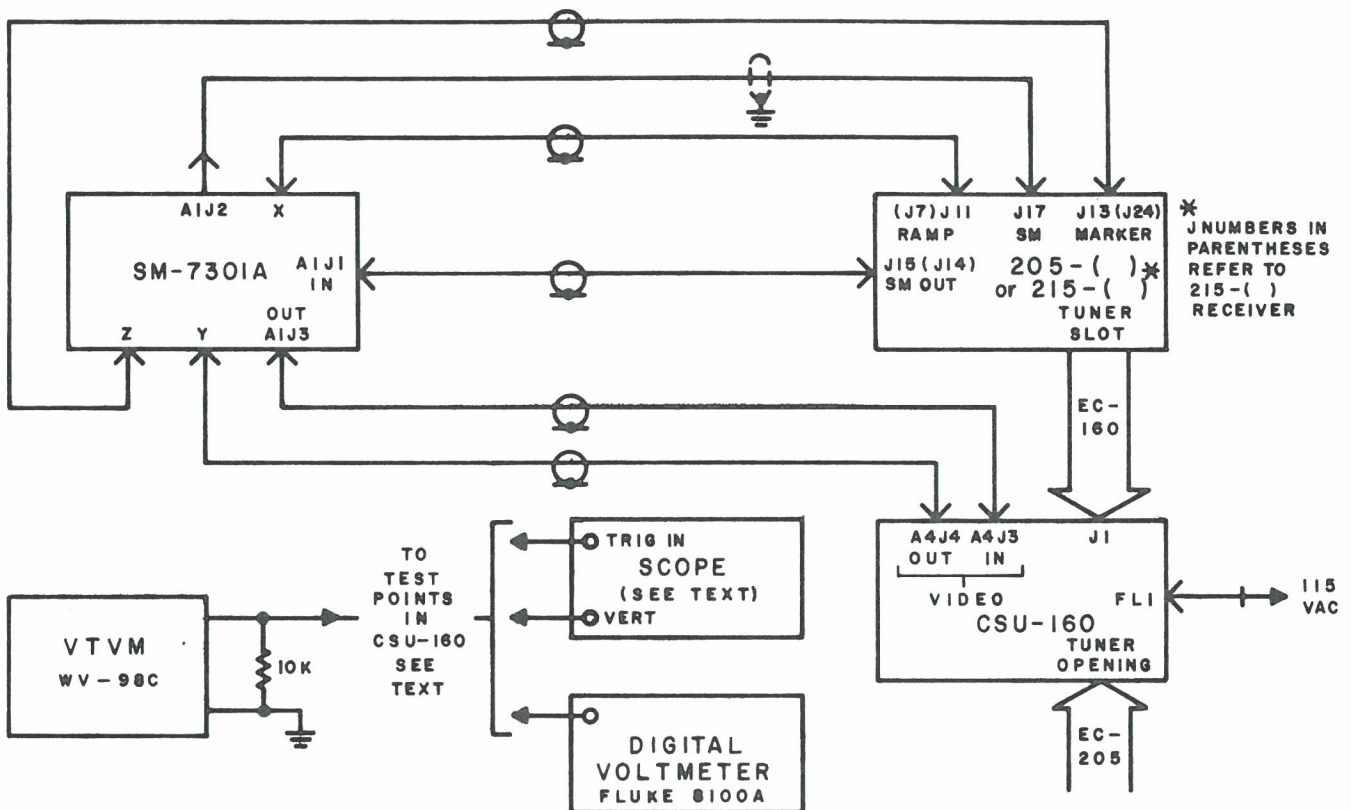 A1J2
X
SM-7301A
A1J1
IN
OUT
A1J3
Z
Y
(J7)J11
RAMP
J17
SM
J13(J24)
MARKER
J15(J14)
SM OUT
205-( )*
or 215-( )
TUNER
SLOT
*
J NUMBERS IN
PARENTHESES
REFER TO
215-( )
RECEIVER
EC-
160
A4J4
OUT
A4J3
IN
VIDEO
J1
FL1
CSU-160
TUNER
OPENING
115
VAC
EC-
205
VTVM
WV-98C
10K
TO
TEST
POINTS
IN
CSU-160
SEE
TEXT
TRIG IN
SCOPE
(SEE TEXT)
VERT
DIGITAL
VOLTMETER
FLUKE 8100A